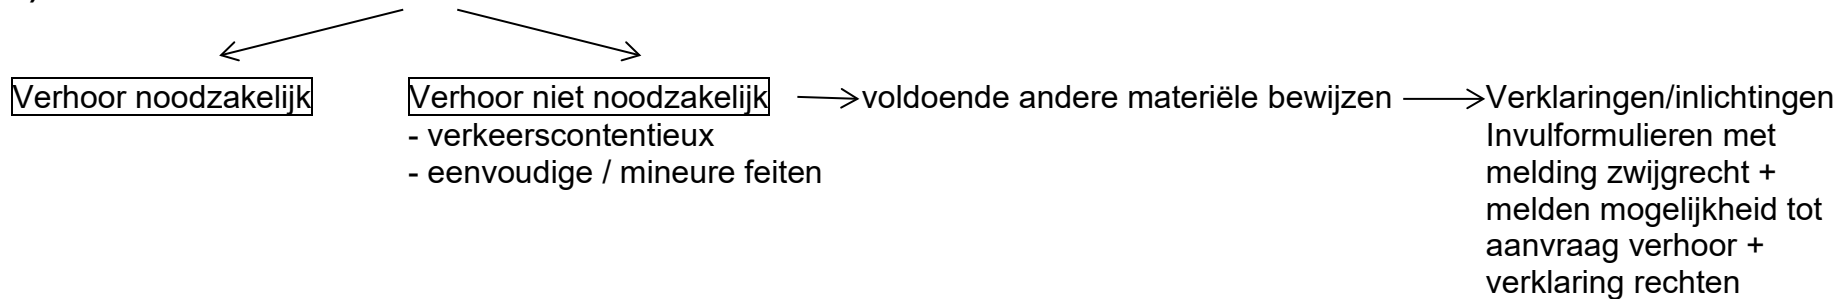 Verhoor noodzakelijk
Verhoor niet noodzakelijk
- verkeerscontentieux
- eenvoudige / mineure feiten
voldoende andere materiële bewijzen
Verklaringen/inlichtingen
Invulformulieren met
melding zwijgrecht +
melden mogelijkheid tot
aanvraag verhoor +
verklaring rechten